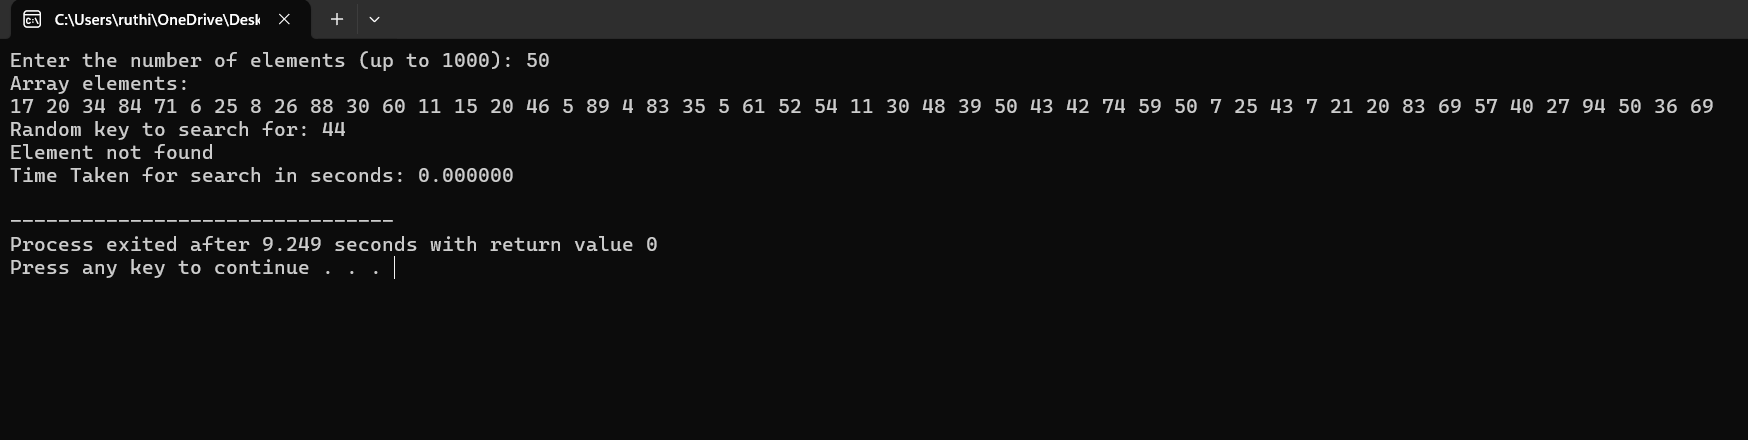 C:\Users\ruthi\OneDrive\Desk
Enter the number of elements (up to 1000): 50
Array elements:
17 20 34 84 71 6 25 8 26 88 30 60 11 15 20 46 5 89 4 83 35 5 61 52 54 11 30 48 39 50 43 42 74 59 50 7 25 43 7 21 20 83 69 57 40 27 94 50 36 69
Random key to search for: 44
Element not found
Time Taken for search in seconds: 0.000000
--------------------------------
Process exited after 9.249 seconds with return value 0
Press any key to continue . . .